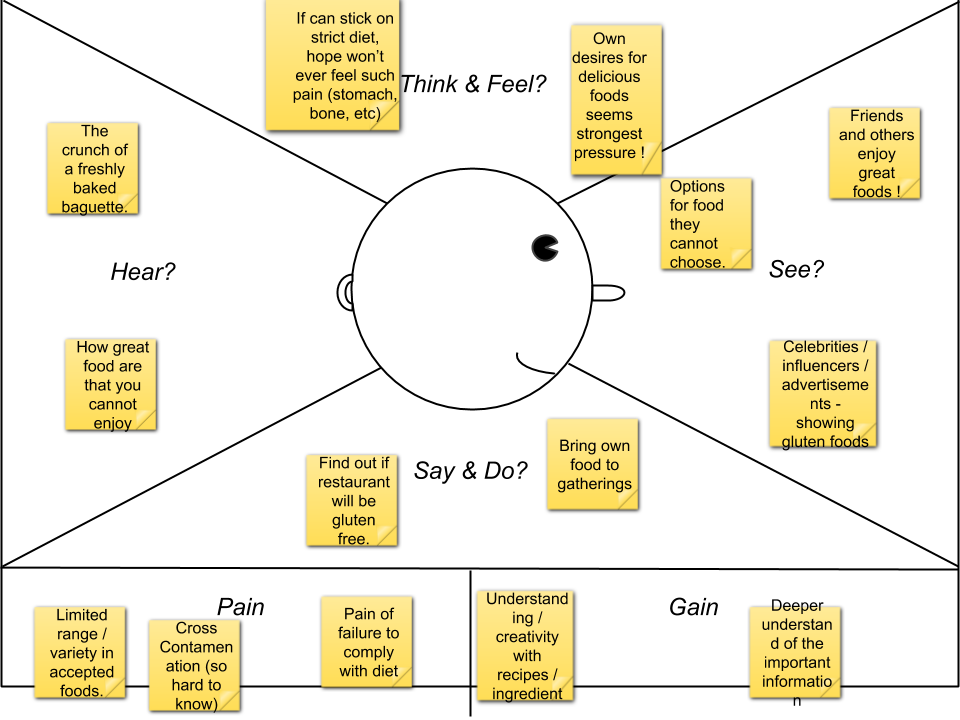 If can stick on
strict diet,
hope won't
ever feel such
pain (stomach,
bone, etc)
Think & Feel?
Own
desires for
delicious
foods
seems
strongest
pressure !
The
crunch of
a freshly
baked
baguette.
Friends
and others
enjoy
great
foods !
Options
for food
they
cannot
choose.
Hear?
See?
How great
food are
that you
cannot
enjoy
Celebrities /
influencers /
advertiseme
nts -
showing
gluten foods
Say & Do?
Find out if
restaurant
will be
gluten
free.
Bring own
food to
gatherings
Pain
Limited
range /
variety in
accepted
foods.
Cross
Contamen
ation (so
hard to
know)
Pain of
failure to
comply
with diet
Gain
Understand
ing /
creativity
with
recipes /
ingredient
Deeper
understan
d of the
important
informatio
n